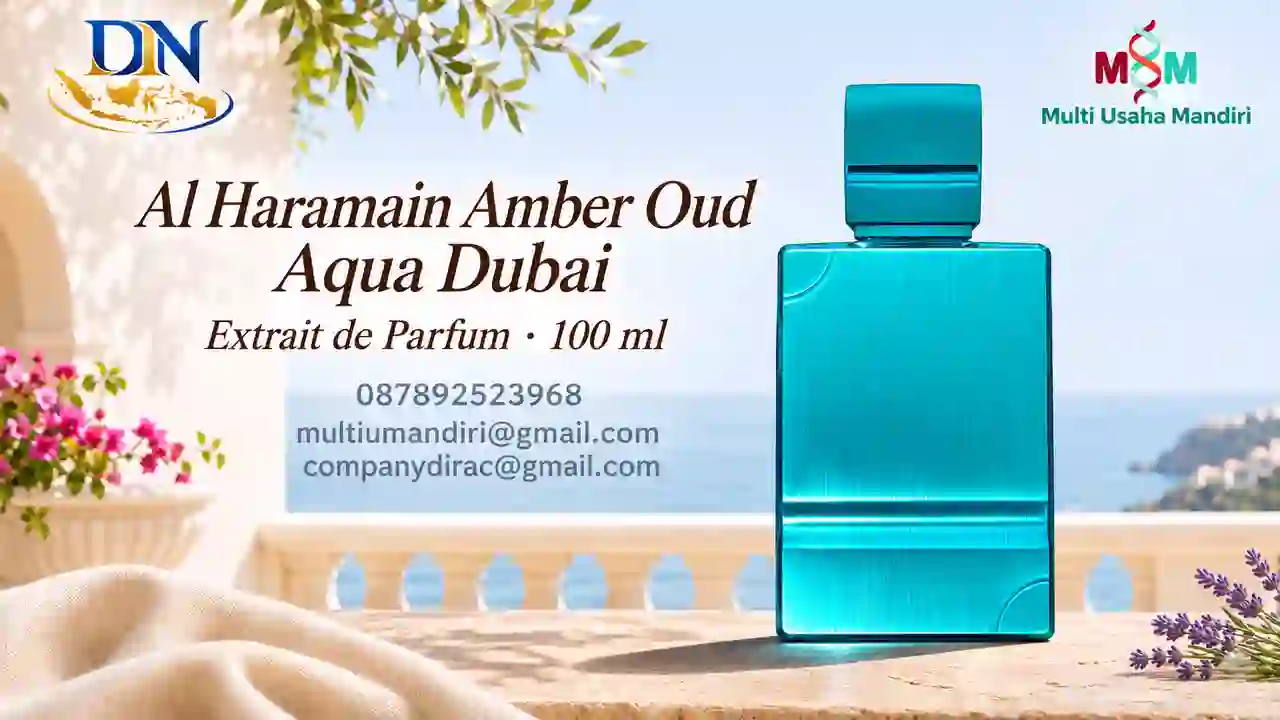 DN
MSM
Multi Usaha Mandiri
Al Haramain Amber Oud
Aqua Dubai
Extrait de Parfum · 100 ml
087892523968
multiumandiri@gmail.com
companydirac@gmail.com